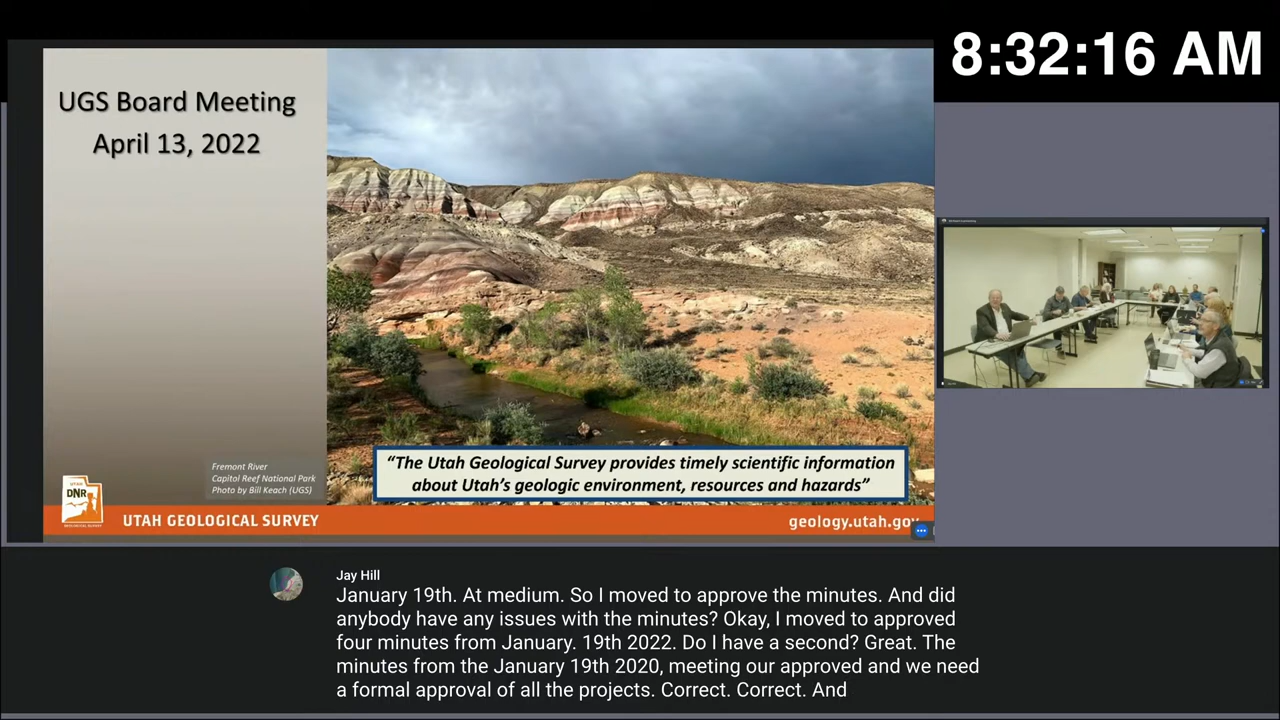 8:32:16 AM
UGS Board Meeting
April 13, 2022
Fremont River
Capitol Reef National Park
Photo by Bill Keach (UGS)
“The Utah Geological Survey provides timely scientific information
about Utah’s geologic environment, resources and hazards”
UTAH
DNR
GEOLOGICAL SURVEY
UTAH GEOLOGICAL SURVEY
geology.utah.gov
Jay Hill
January 19th. At medium. So I moved to approve the minutes. And did
anybody have any issues with the minutes? Okay, I moved to approved
four minutes from January. 19th 2022. Do I have a second? Great. The
minutes from the January 19th 2020, meeting our approved and we need
a formal approval of all the projects. Correct. Correct. And